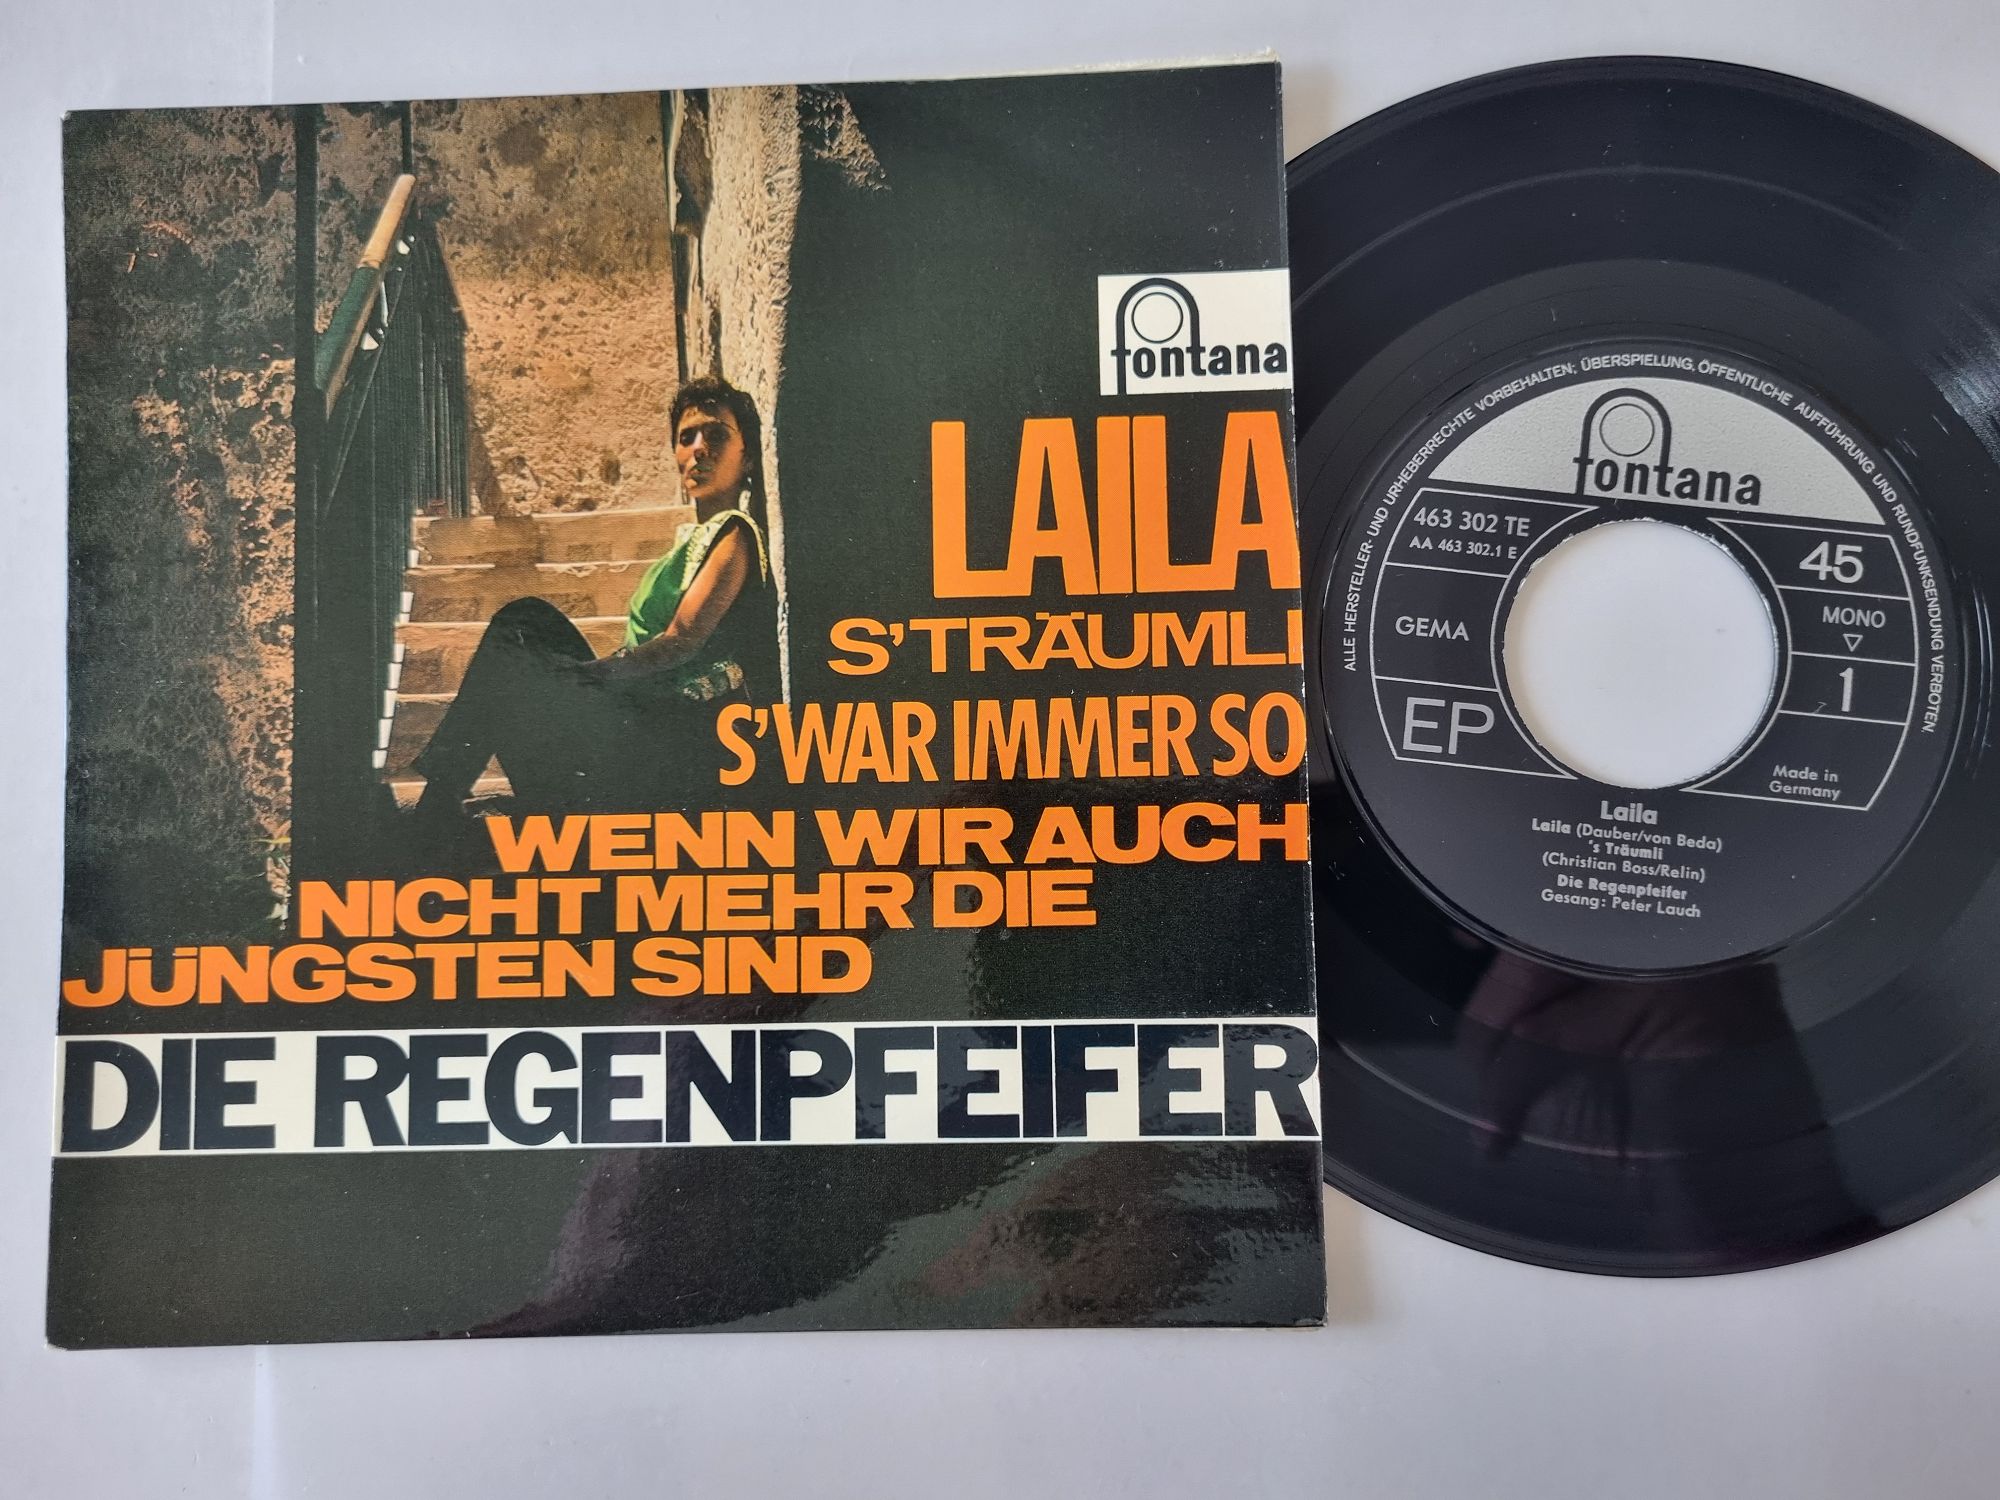 fontana
LAILA
S'TRÄUMLI
S'WAR IMMER SO
WENN WIR AUCH
NICHT MEHR DIE
JÜNGSTEN SIND
DIE REGENPFEIFER
ALLE HERSTELLER- UND URHEBERRECHTE VORBEHALTEN; ÜBERSPIELUNG, ÖFFENTLICHE AUFFÜHRUNG UND RUNDFUNKSENDUNG VERBOTEN.
fontana
463 302 TE
AA 463 302.1 E
GEMA
EP
45
MONO
▽
1
Made in
Germany
Laila
Laila (Dauber/von Beda)
's Träumli
(Christian Boss/Relin)
Die Regenpfeifer
Gesang: Peter Lauch